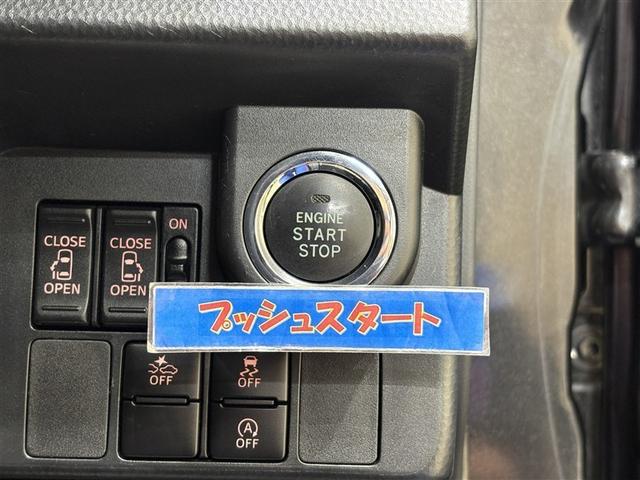 ENGINE
START
STOP
ON
CLOSE
OPEN
CLOSE
OPEN
プッシュスタート
OFF
OFF
A
OFF